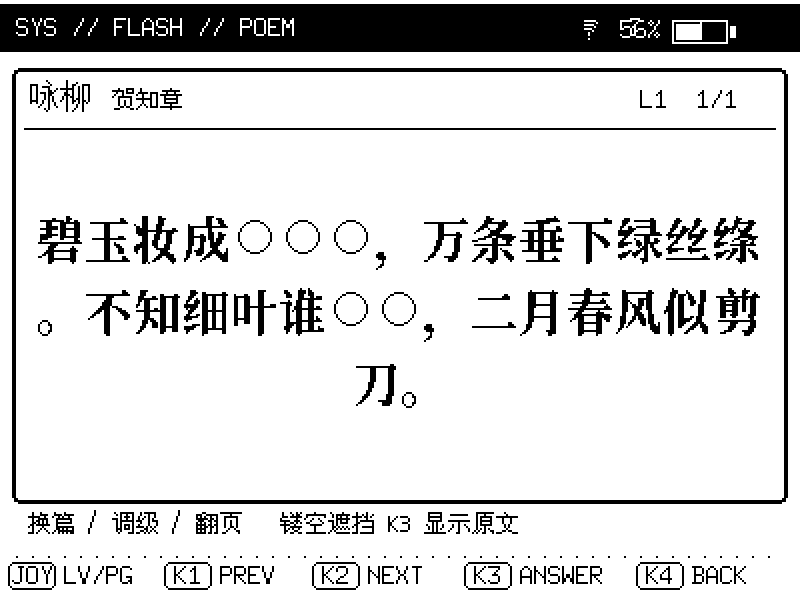 SYS // FLASH // POEM 56%
咏柳 贺知章 L1 1/1
碧玉妆成○○○，万条垂下绿丝绦
。不知细叶谁○○，二月春风似剪
刀。
换篇 / 调级 / 翻页 镂空遮挡 K3 显示原文
JOY LV/PG K1 PREV K2 NEXT K3 ANSWER K4 BACK